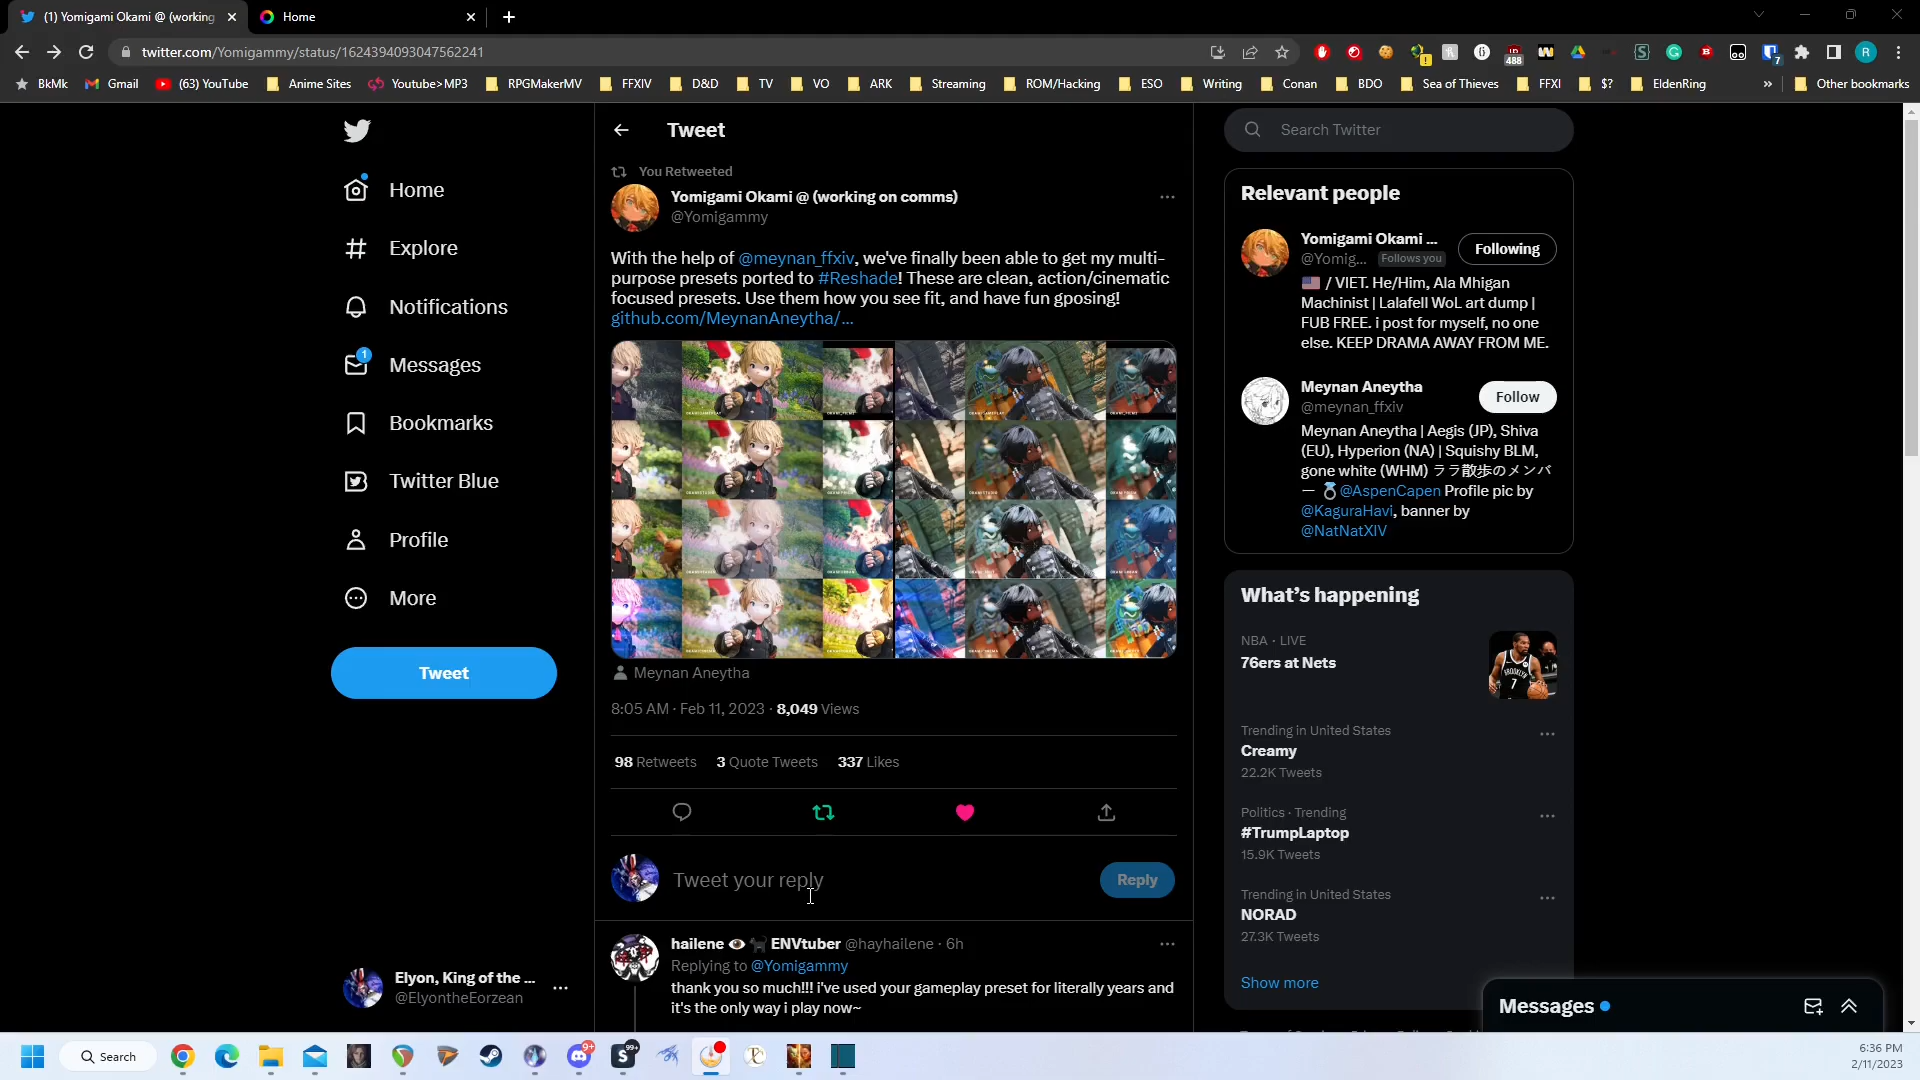 (1) Yomigami Okami @ (working
Home
twitter.com/Yomigammy/status/1624394093047562241
488
7
R
BkMk
Gmail
(63) YouTube
Anime Sites
Youtube>MP3
RPGMakerMV
FFXIV
D&D
TV
VO
ARK
Streaming
ROM/Hacking
ESO
Writing
Conan
BDO
Sea of Thieves
FFXI
$?
EldenRing
Other bookmarks
Home
Explore
Notifications
1
Messages
Bookmarks
Twitter Blue
Profile
More
Tweet
Elyon, King of the ...
@ElyontheEorzean
Tweet
You Retweeted
Yomigami Okami @ (working on comms)
@Yomigammy
With the help of @meynan_ffxiv, we've finally been able to get my multi-
purpose presets ported to #Reshade! These are clean, action/cinematic
focused presets. Use them how you see fit, and have fun gposing!
github.com/MeynanAneytha/...
Meynan Aneytha
8:05 AM · Feb 11, 2023 · 8,049 Views
98 Retweets 3 Quote Tweets 337 Likes
Tweet your reply
Reply
hailene ENVtuber @hayhailene · 6h
Replying to @Yomigammy
thank you so much!!! i've used your gameplay preset for literally years and
it's the only way i play now~
Search Twitter
Relevant people
Yomigami Okami ...
@Yomig... Follows you
Following
/ VIET. He/Him, Ala Mhigan
Machinist | Lalafell WoL art dump |
FUB FREE. i post for myself, no one
else. KEEP DRAMA AWAY FROM ME.
Meynan Aneytha
@meynan_ffxiv
Follow
Meynan Aneytha | Aegis (JP), Shiva
(EU), Hyperion (NA) | Squishy BLM,
gone white (WHM) ララ散歩のメンバ
ー 💍@AspenCapen Profile pic by
@KaguraHavi, banner by
@NatNatXIV
What's happening
NBA · LIVE
76ers at Nets
Trending in United States
Creamy
22.2K Tweets
Politics · Trending
#TrumpLaptop
15.9K Tweets
Trending in United States
NORAD
27.3K Tweets
Show more
Messages
Search
9+
99+
6:36 PM
2/11/2023